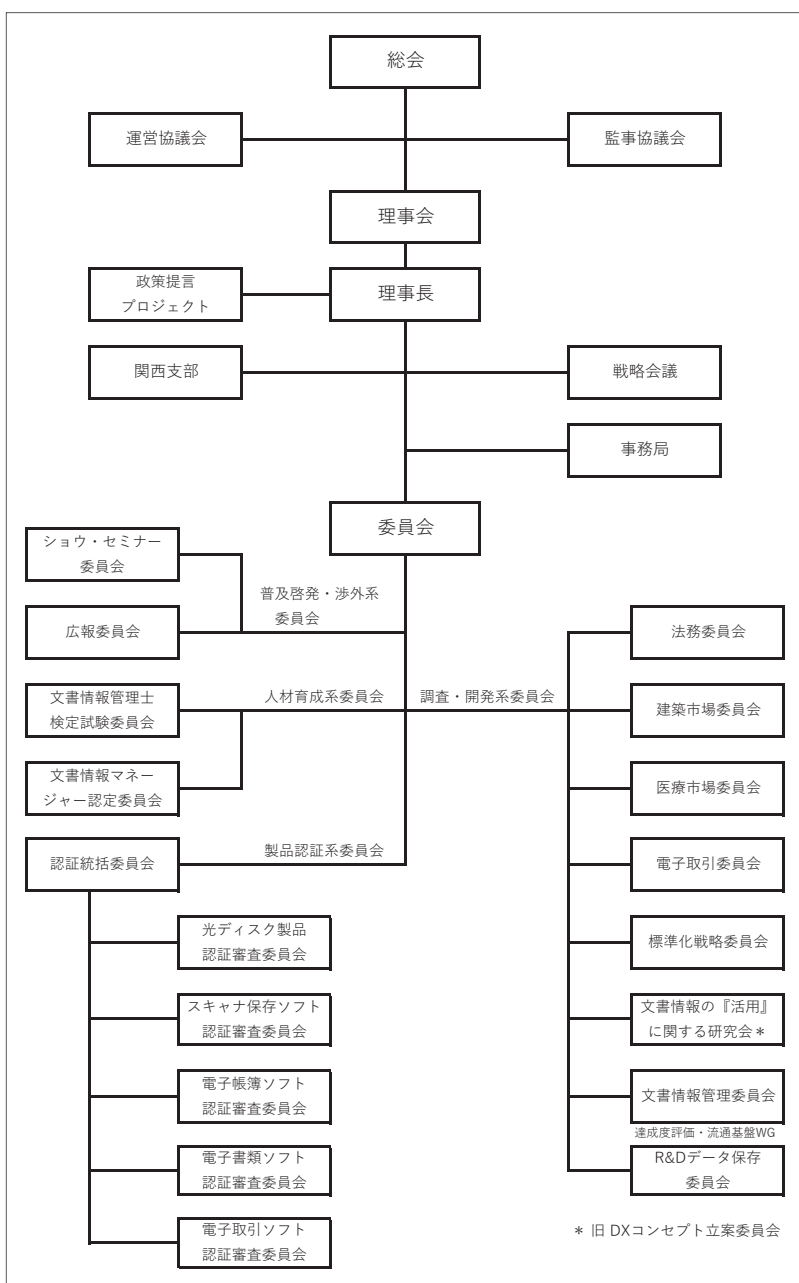 総会
運営協議会
監事協議会
理事会
政策提言
プロジェクト
理事長
関西支部
戦略会議
事務局
委員会
ショウ・セミナー
委員会
普及啓発・渉外系
委員会
広報委員会
法務委員会
文書情報管理士
検定試験委員会
人材育成系委員会
調査・開発系委員会
建築市場委員会
文書情報マネー
ジャー認定委員会
医療市場委員会
認証統括委員会
製品認証系委員会
電子取引委員会
光ディスク製品
認証審査委員会
標準化戦略委員会
スキャナ保存ソフト
認証審査委員会
文書情報の『活用』
に関する研究会＊
電子帳簿ソフト
認証審査委員会
文書情報管理委員会
達成度評価・流通基盤WG
電子書類ソフト
認証審査委員会
R&Dデータ保存
委員会
電子取引ソフト
認証審査委員会
＊ 旧 DXコンセプト立案委員会